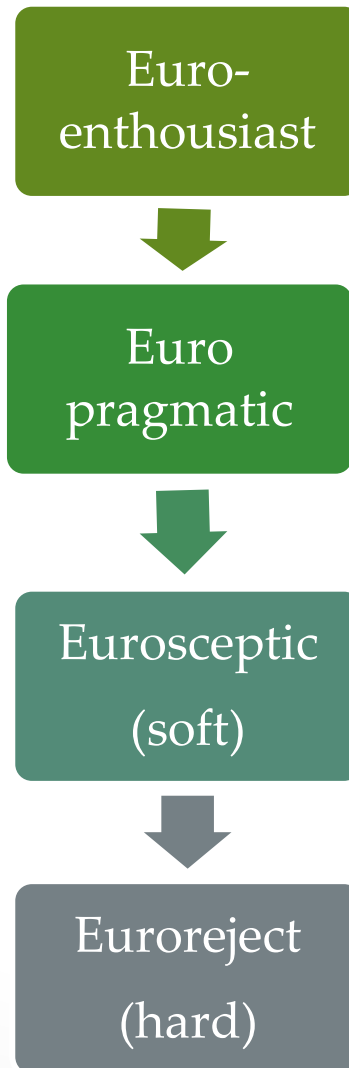 Euro-
enthousiast
Euro
pragmatic
Eurosceptic
(soft)
Euroreject
(hard)